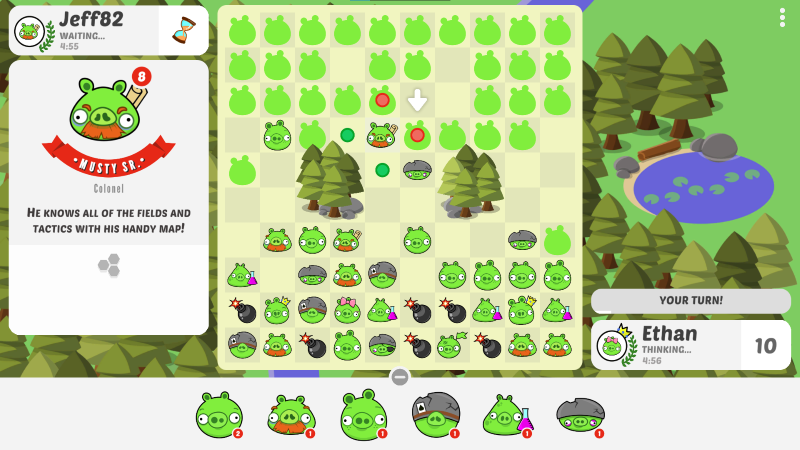 Jeff82
WAITING...
4:55
8
MUSTY SR.
Colonel
HE KNOWS ALL OF THE FIELDS AND
TACTICS WITH HIS HANDY MAP!
YOUR TURN!
Ethan
THINKING...
4:56
10
2
1
1
1
1
1